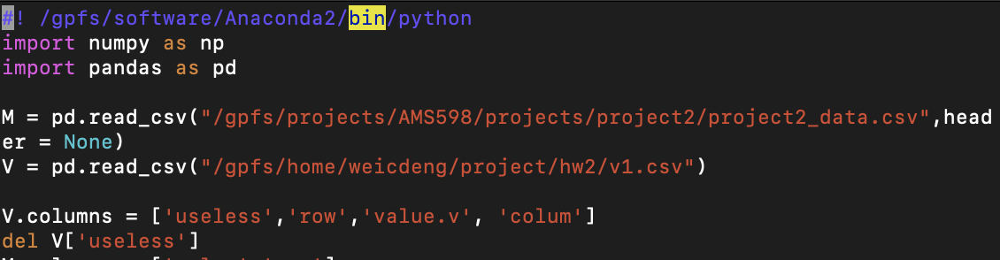 #! /gpfs/software/Anaconda2/bin/python
import numpy as np
import pandas as pd
M = pd.read_csv("/gpfs/projects/AMS598/projects/project2/project2_data.csv",head
er = None)
V = pd.read_csv("/gpfs/home/weicdeng/project/hw2/v1.csv")
V.columns = ['useless','row','value.v', 'colum']
del V['useless']